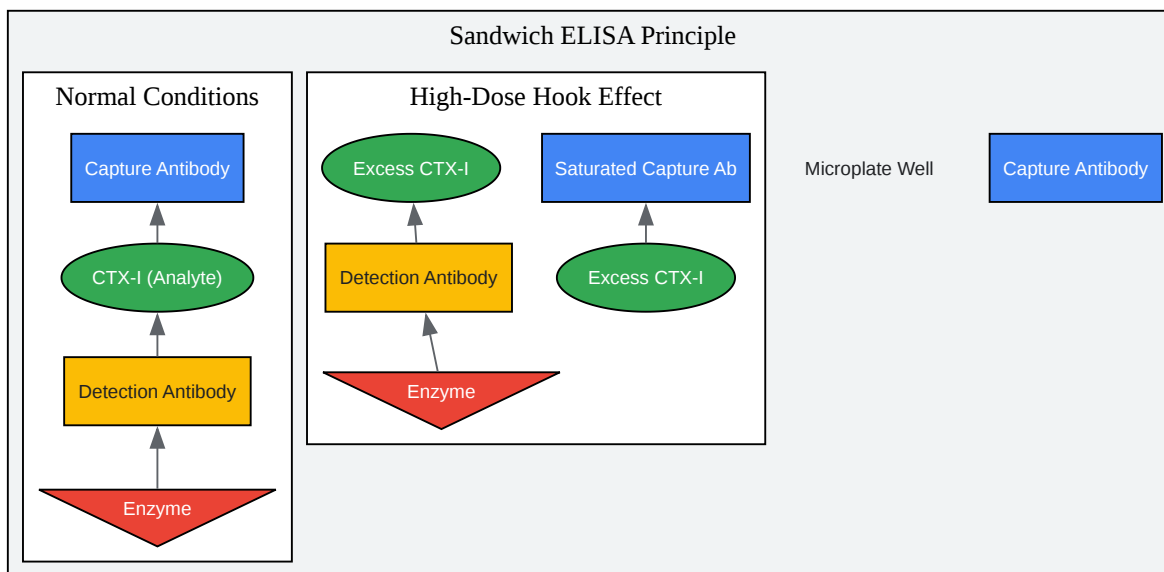 Sandwich ELISA Principle
Normal Conditions
Capture Antibody
CTX-I (Analyte)
Detection Antibody
Enzyme
High-Dose Hook Effect
Excess CTX-I
Detection Antibody
Enzyme
Saturated Capture Ab
Excess CTX-I
Microplate Well
Capture Antibody